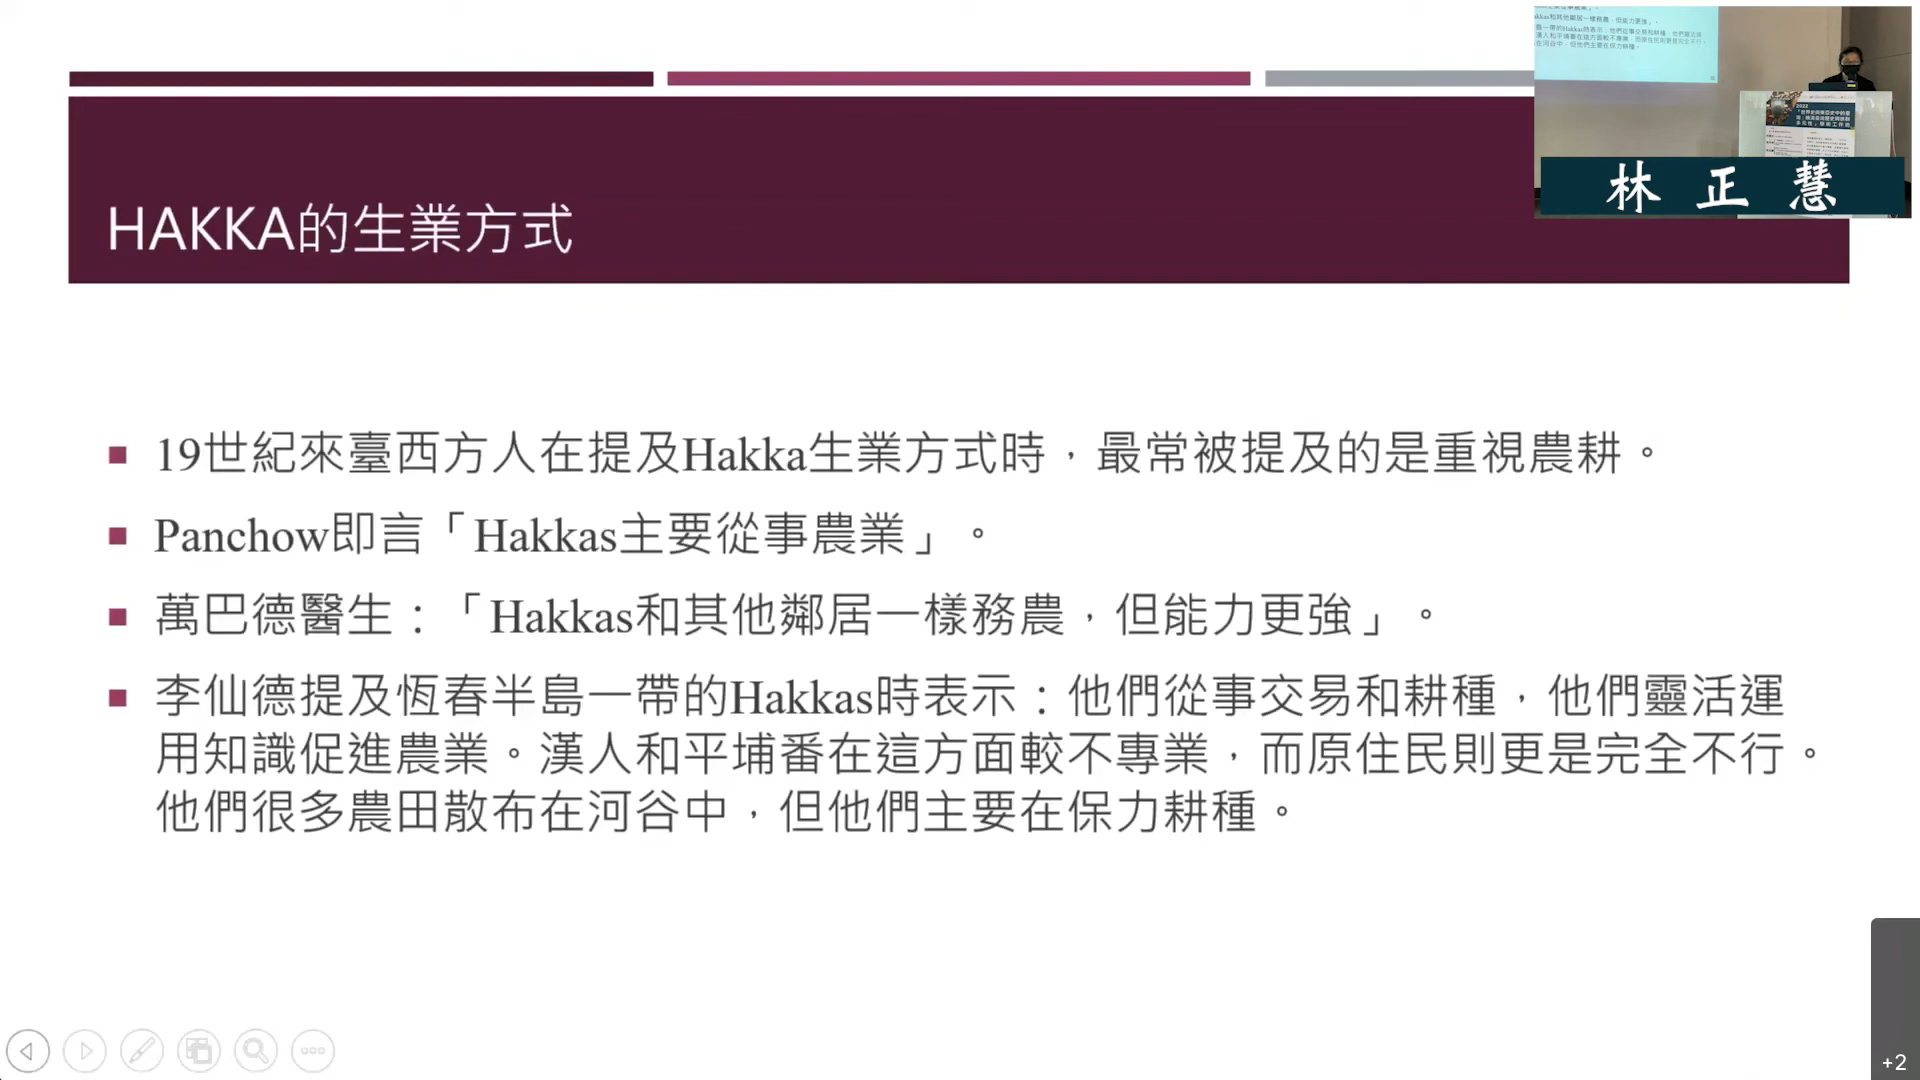 HAKKA的生業方式
19世紀來臺西方人在提及Hakka生業方式時，最常被提及的是重視農耕。
Panchow即言「Hakkas主要從事農業」。
萬巴德醫生：「Hakkas和其他鄰居一樣務農，但能力更強」。
李仙德提及恆春半島一帶的Hakkas時表示：他們從事交易和耕種，他們靈活運
用知識促進農業。漢人和平埔番在這方面較不專業，而原住民則更是完全不行。
他們很多農田散布在河谷中，但他們主要在保力耕種。
林正慧
2022
+2